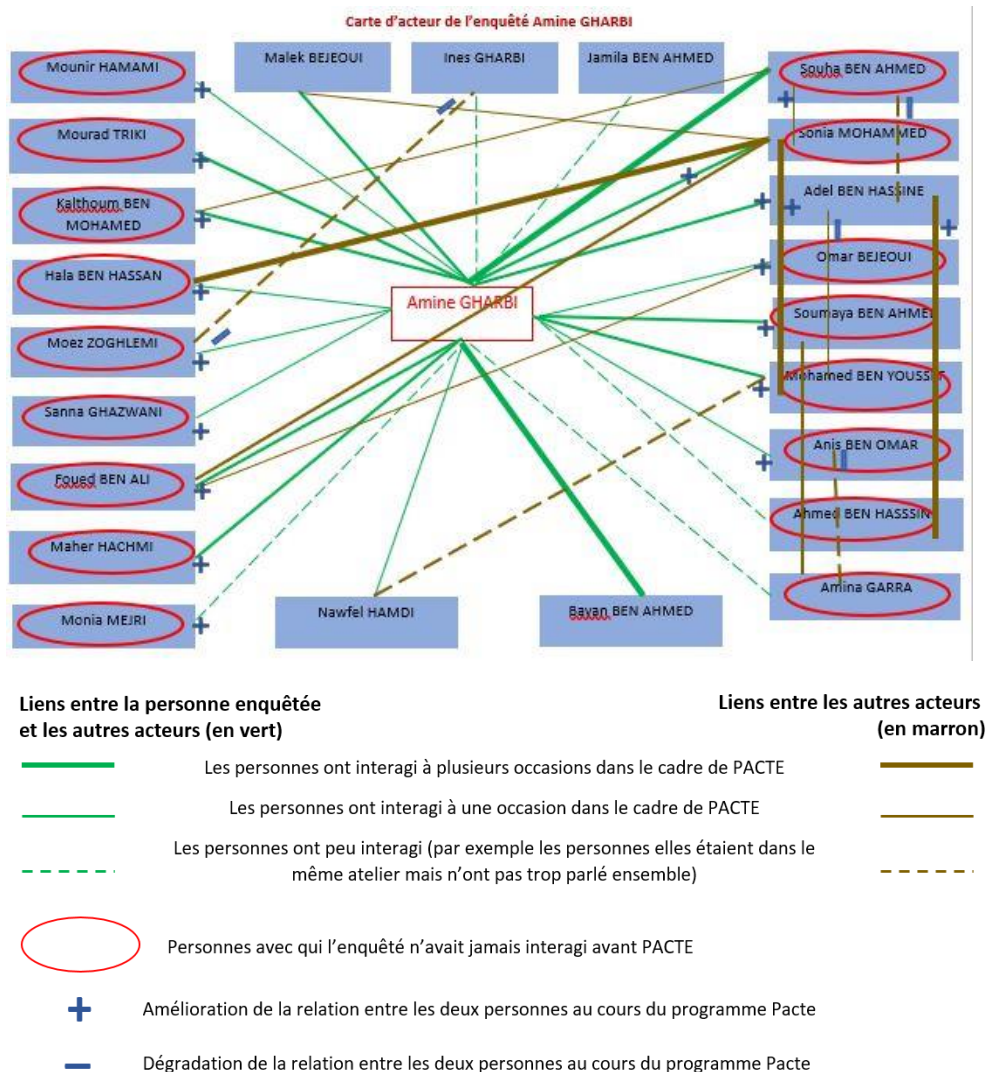 Carte d'acteur de l'enquêté Amine GHARBI
Mounir HAMAMI
Malek BEJEOUI
Ines GHARBI
Jamila BEN AHMED
Souha BEN AHMED
Mourad TRIKI
Sonia MOHAMMED
Kalthoum BEN
MOHAMED
Adel BEN HASSINE
Hala BEN HASSAN
Omar BEJEOUI
Amine GHARBI
Soumaya BEN AHMED
Moez ZOGHLEMI
Mohamed BEN YOUSSEF
Sanna GHAZWANI
Anis BEN OMAR
Foued BEN ALI
Ahmed BEN HASSSIN
Maher HACHMI
Amina GARRA
Monia MEJRI
Nawfel HAMDI
Bayan BEN AHMED
Liens entre la personne enquêtée
et les autres acteurs (en vert)
Liens entre les autres acteurs
(en marron)
Les personnes ont interagi à plusieurs occasions dans le cadre de PACTE
Les personnes ont interagi à une occasion dans le cadre de PACTE
Les personnes ont peu interagi (par exemple les personnes elles étaient dans le
même atelier mais n'ont pas trop parlé ensemble)
Personnes avec qui l'enquêté n'avait jamais interagi avant PACTE
Amélioration de la relation entre les deux personnes au cours du programme Pacte
Dégradation de la relation entre les deux personnes au cours du programme Pacte